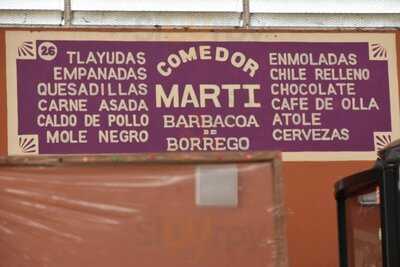 26
TLAYUDAS
EMPANADAS
QUESADILLAS
CARNE ASADA
CALDO DE POLLO
MOLE NEGRO
COMEDOR
MARTI
BARBACOA
DE
BORREGO
ENMOLADAS
CHILE RELLENO
CHOCOLATE
CAFE DE OLLA
ATOLE
CERVEZAS